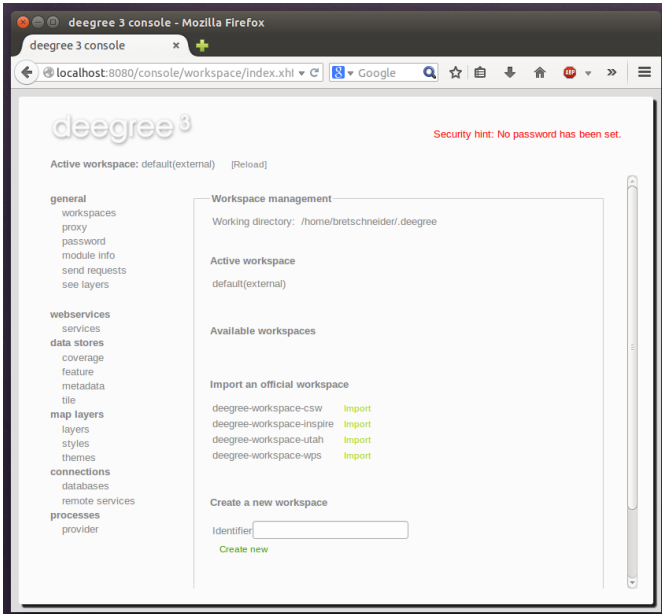 deegree 3 console - Mozilla Firefox
deegree 3 console
localhost:8080/console/workspace/index.xhl
Google
ABP
deegree 3
Security hint: No password has been set.
Active workspace: default(external) [Reload]
general
workspaces
proxy
password
module info
send requests
see layers
webservices
services
data stores
coverage
feature
metadata
tile
map layers
layers
styles
themes
connections
databases
remote services
processes
provider
Workspace management
Working directory: /home/bretschneider/.deegree
Active workspace
default(external)
Available workspaces
Import an official workspace
deegree-workspace-csw Import
deegree-workspace-inspire Import
deegree-workspace-utah Import
deegree-workspace-wps Import
Create a new workspace
Identifier
Create new